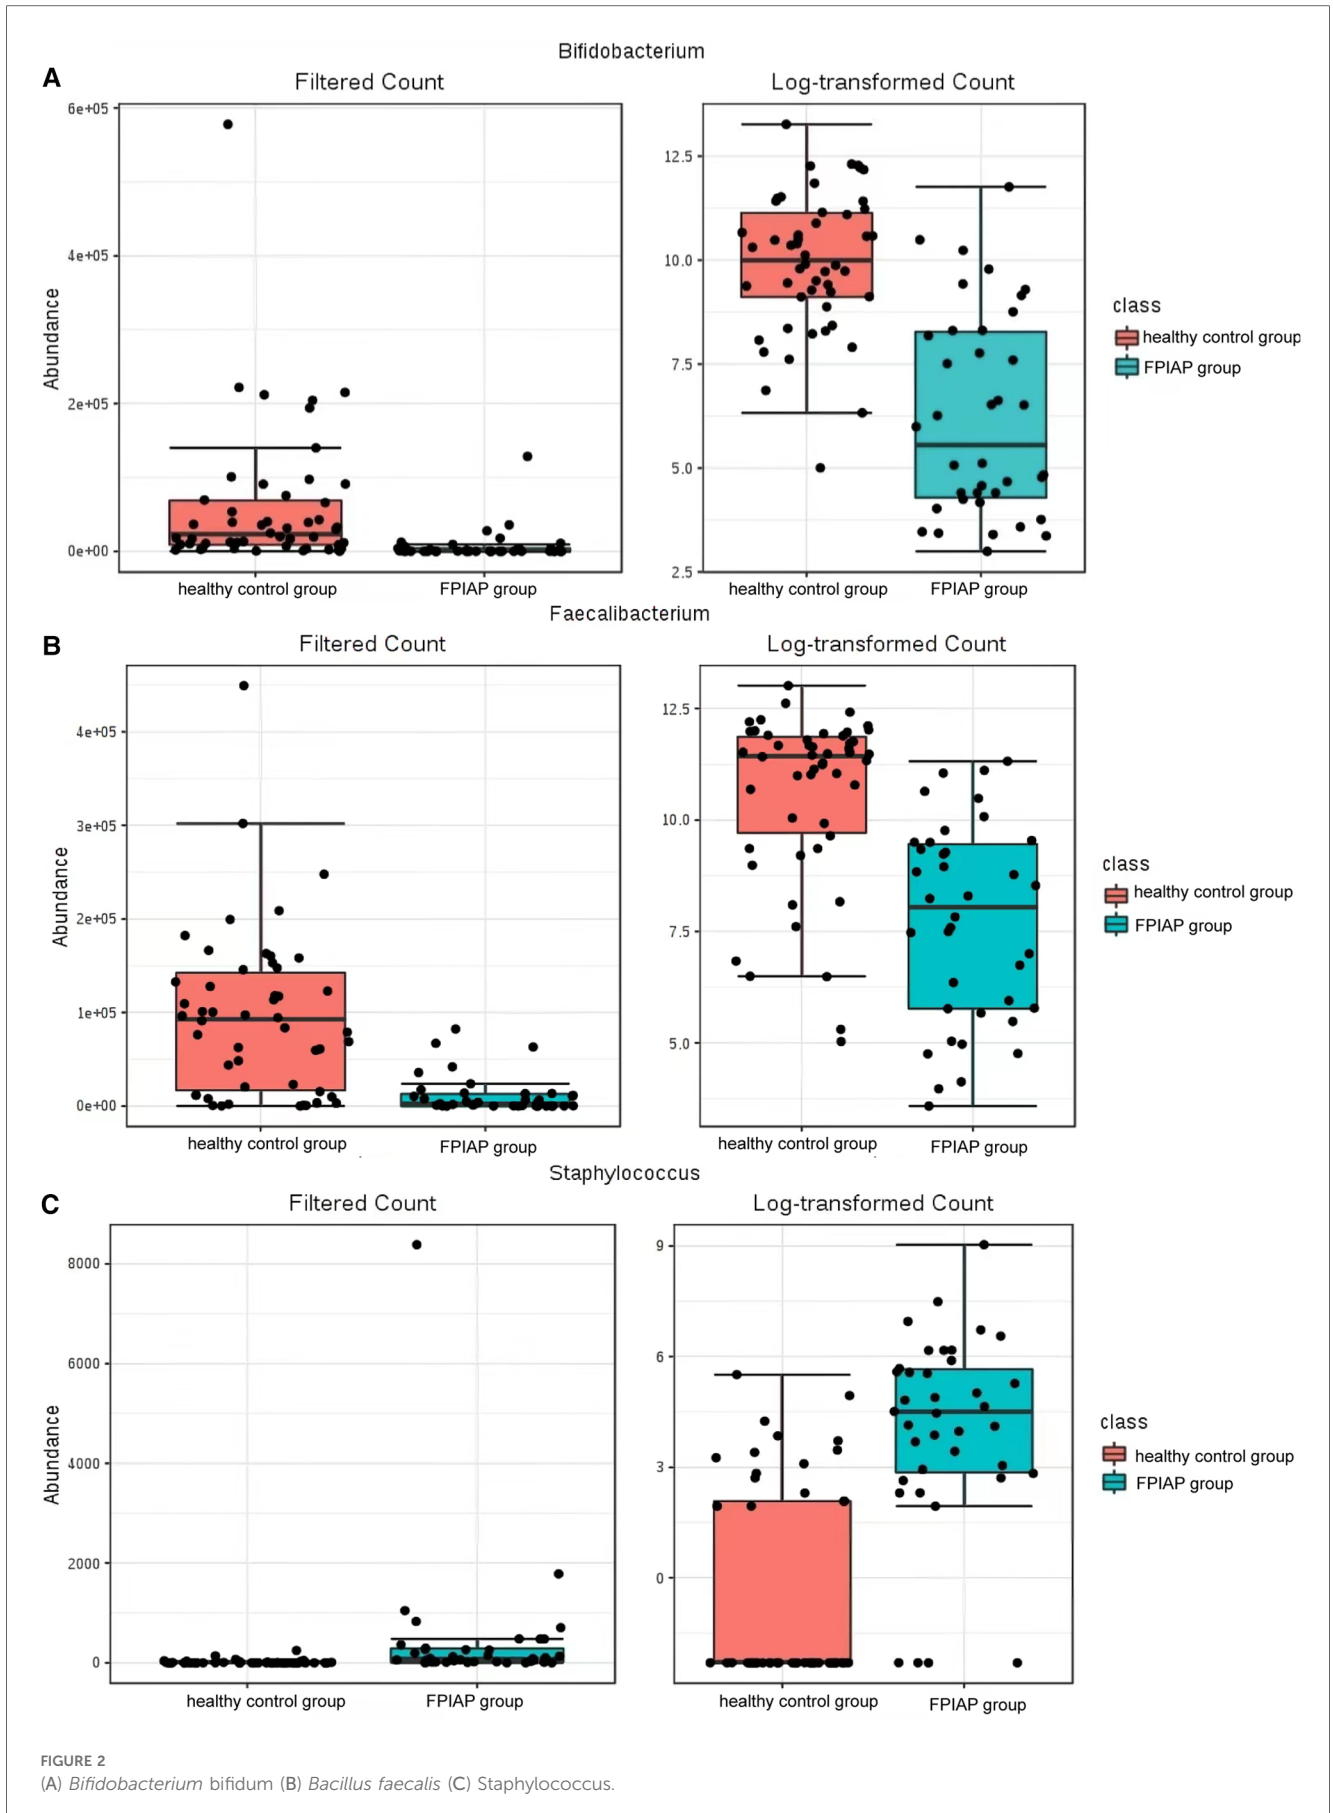 Bifidobacterium
A
Filtered Count
Log-transformed Count
6e+05
4e+05
2e+05
0e+00
Abundance
healthy control group
FPIAP group
12.5
10.0
7.5
5.0
2.5
healthy control group
FPIAP group
class
healthy control group
FPIAP group
Faecalibacterium
B
Filtered Count
Log-transformed Count
4e+05
3e+05
2e+05
1e+05
0e+00
Abundance
healthy control group
FPIAP group
12.5
10.0
7.5
5.0
healthy control group
FPIAP group
class
healthy control group
FPIAP group
Staphylococcus
C
Filtered Count
Log-transformed Count
8000
6000
4000
2000
0
Abundance
healthy control group
FPIAP group
9
6
3
0
healthy control group
FPIAP group
class
healthy control group
FPIAP group
FIGURE 2
(A) Bifidobacterium bifidum (B) Bacillus faecalis (C) Staphylococcus.